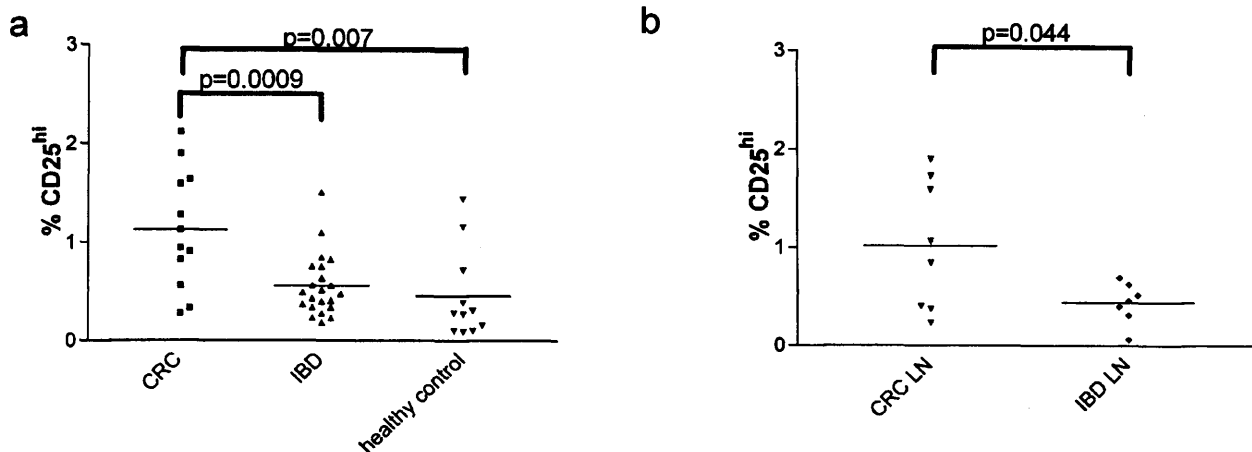 a
p=0.007
p=0.0009
% CD25hi
3
2
1
0
CRC
IBD
healthy control
b
p=0.044
% CD25hi
3
2
1
0
CRC LN
IBD LN